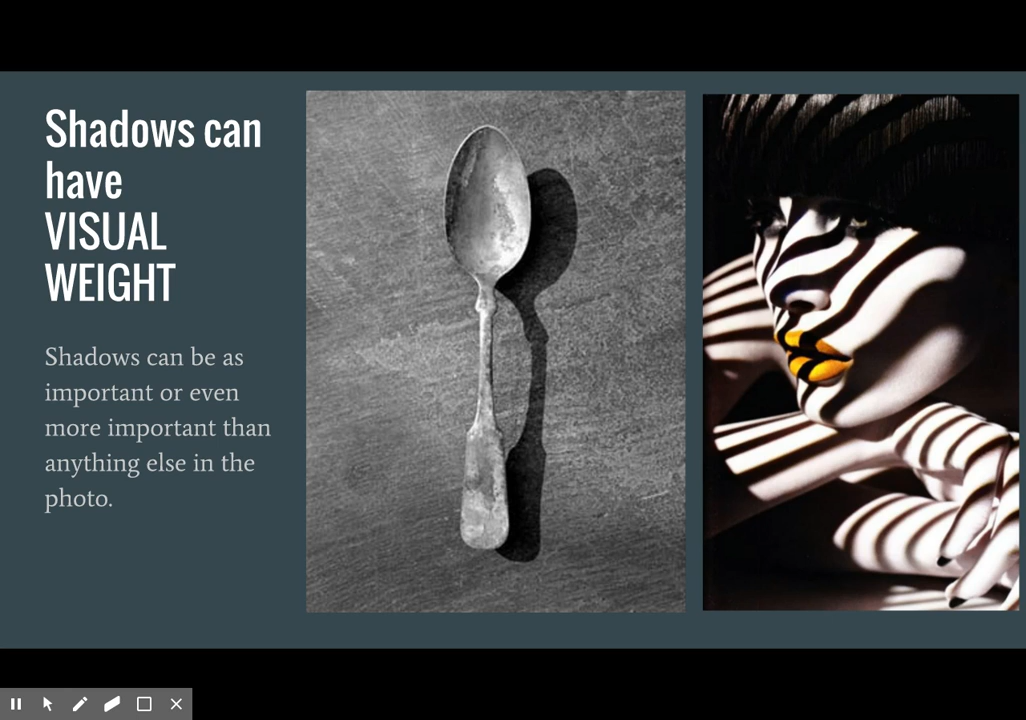 Shadows can
have
VISUAL
WEIGHT
Shadows can be as
important or even
more important than
anything else in the
photo.